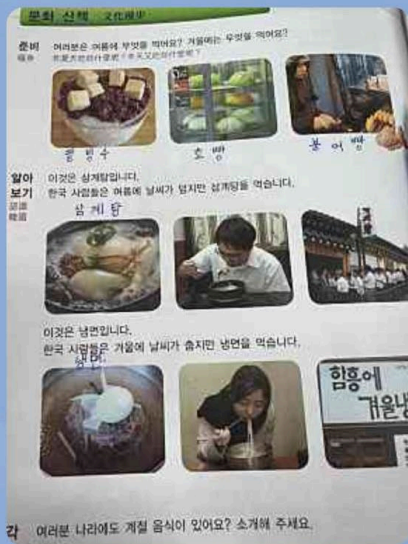 문화 산책 文化漫步
준비 여러분은 여름에 무엇을 먹어요? 겨울에는 무엇을 먹어요?
팥빙수 호빵 붕어빵
알아 이것은 삼계탕입니다.
보기 한국 사람들은 여름에 날씨가 덥지만 삼계탕을 먹습니다.
삼계탕
이것은 냉면입니다.
한국 사람들은 겨울에 날씨가 춥지만 냉면을 먹습니다.
냉면
함흥에
겨울냉
각 여러분 나라에도 계절 음식이 있어요? 소개해 주세요.